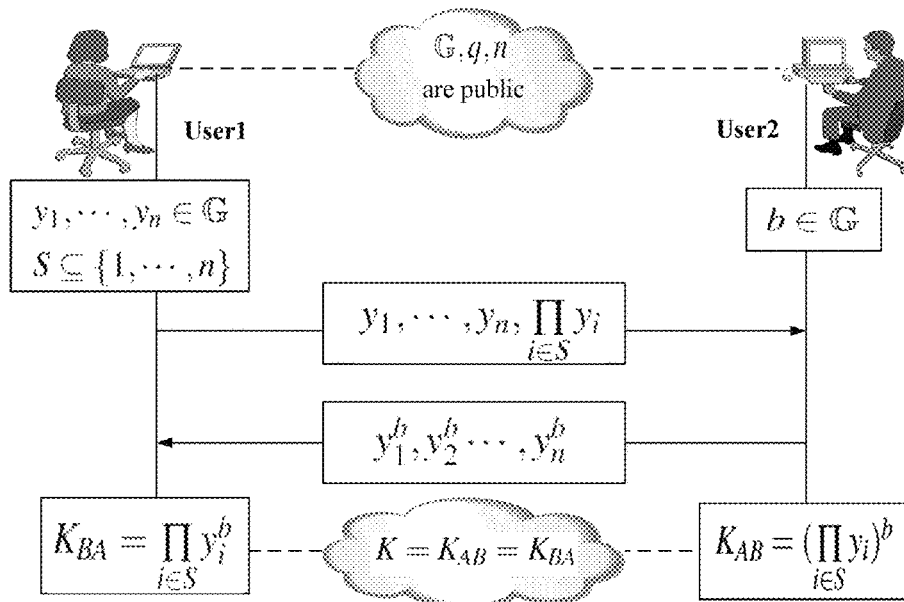 𝔾, q, n
are public
User1
User2
y₁, ⋯, yₙ ∈ 𝔾
S ⊆ {1, ⋯, n}
b ∈ 𝔾
y₁, ⋯, yₙ, ∏_{i∈S} yᵢ
y₁ᵇ, y₂ᵇ ⋯, yₙᵇ
K_{BA} = ∏_{i∈S} yᵢᵇ
K = K_{AB} = K_{BA}
K_{AB} = (∏_{i∈S} yᵢ)ᵇ